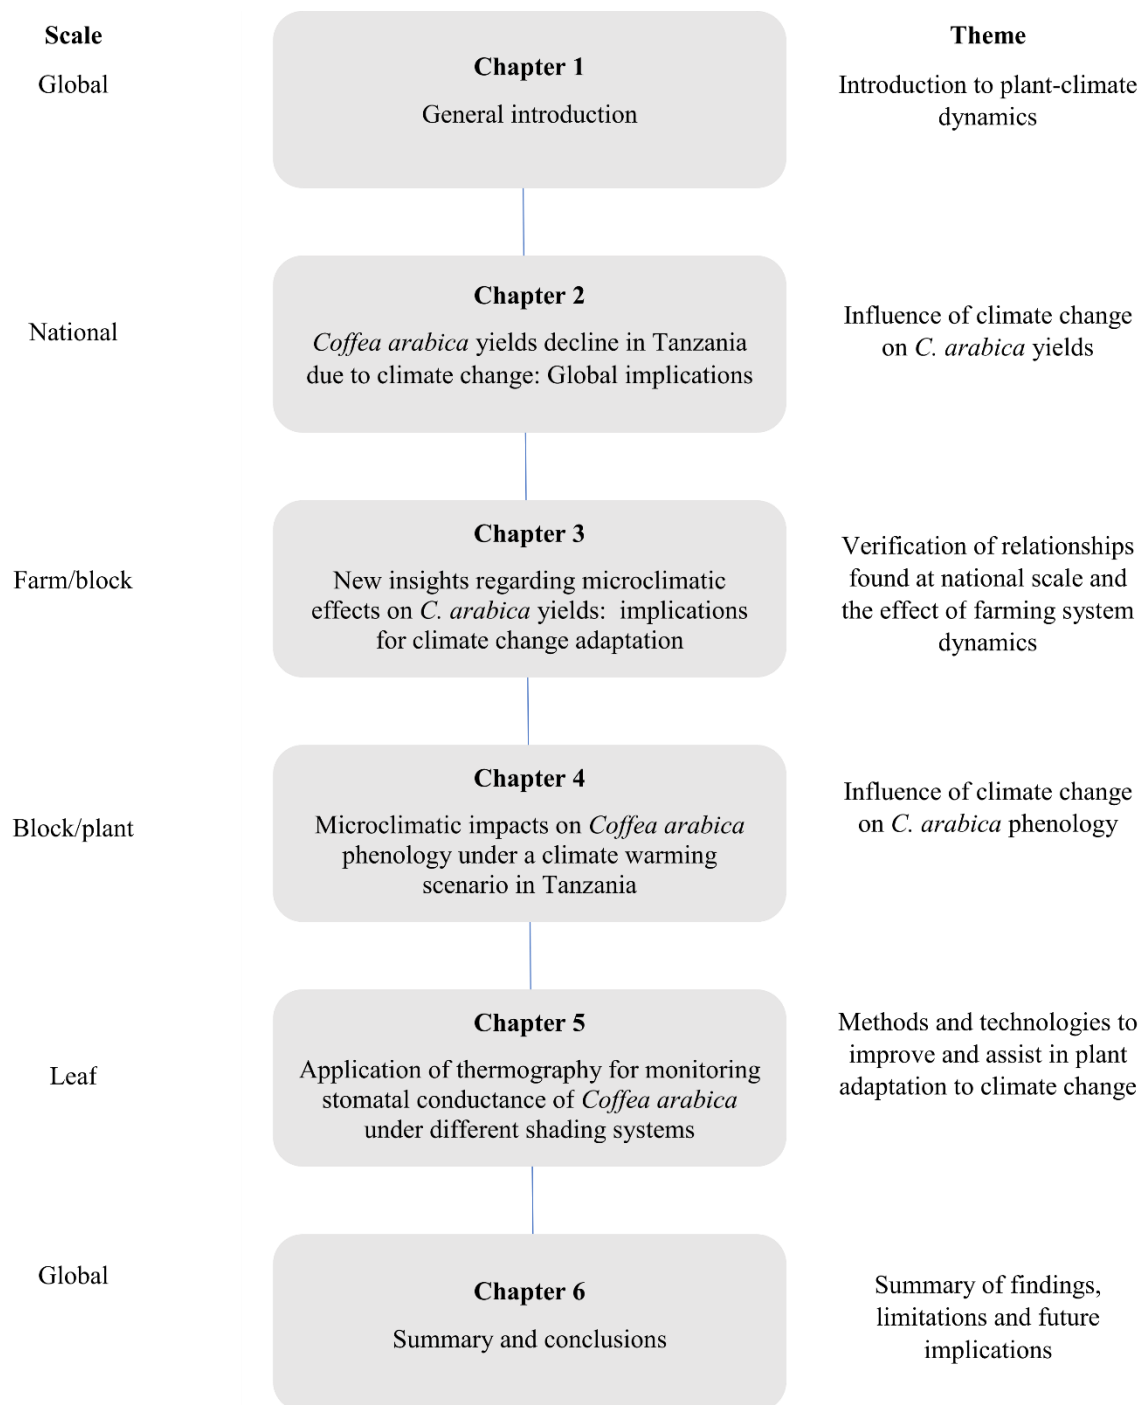 Scale
Theme
Global
Chapter 1
General introduction
Introduction to plant-climate
dynamics
National
Chapter 2
Coffea arabica yields decline in Tanzania
due to climate change: Global implications
Influence of climate change
on C. arabica yields
Farm/block
Chapter 3
New insights regarding microclimatic
effects on C. arabica yields:  implications
for climate change adaptation
Verification of relationships
found at national scale and
the effect of farming system
dynamics
Block/plant
Chapter 4
Microclimatic impacts on Coffea arabica
phenology under a climate warming
scenario in Tanzania
Influence of climate change
on C. arabica phenology
Leaf
Chapter 5
Application of thermography for monitoring
stomatal conductance of Coffea arabica
under different shading systems
Methods and technologies to
improve and assist in plant
adaptation to climate change
Global
Chapter 6
Summary and conclusions
Summary of findings,
limitations and future
implications